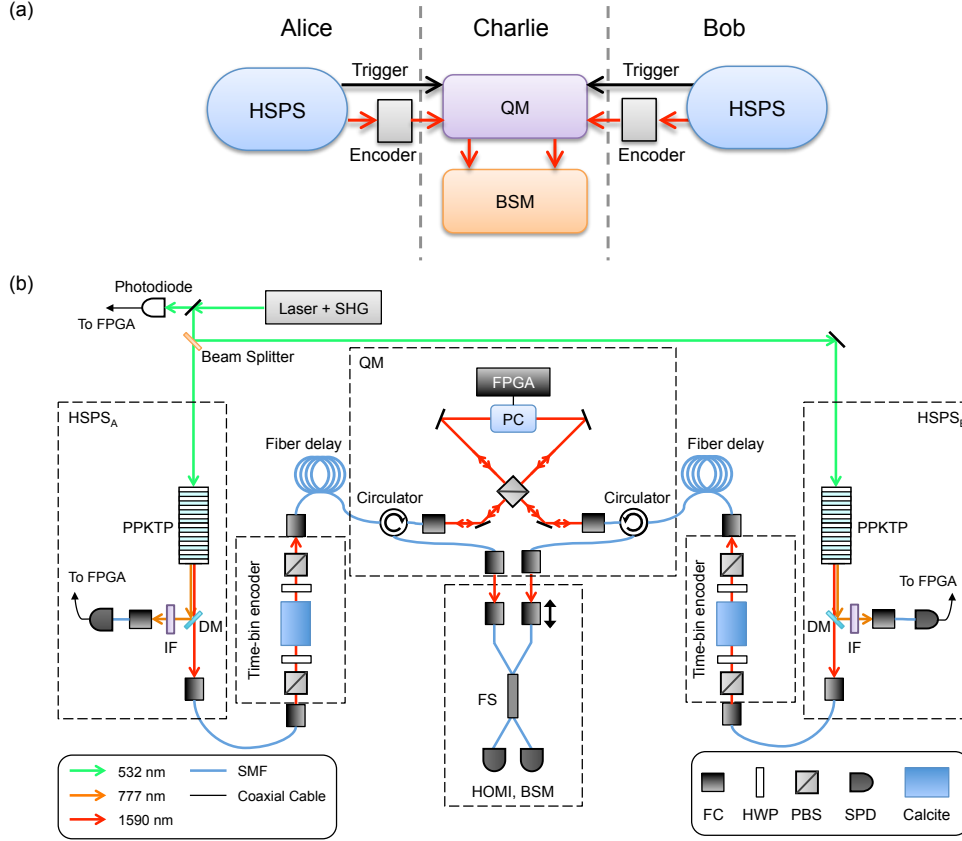 (a)
Alice
Charlie
Bob
HSPS
Trigger
QM
Trigger
HSPS
Encoder
Encoder
BSM
(b)
Photodiode
To FPGA
Laser + SHG
Beam Splitter
QM
FPGA
PC
HSPSA
HSPSB
Fiber delay
Fiber delay
Circulator
Circulator
PPKTP
PPKTP
To FPGA
To FPGA
DM
DM
IF
IF
Time-bin encoder
Time-bin encoder
FS
HOMI, BSM
532 nm
777 nm
1590 nm
SMF
Coaxial Cable
FC
HWP
PBS
SPD
Calcite